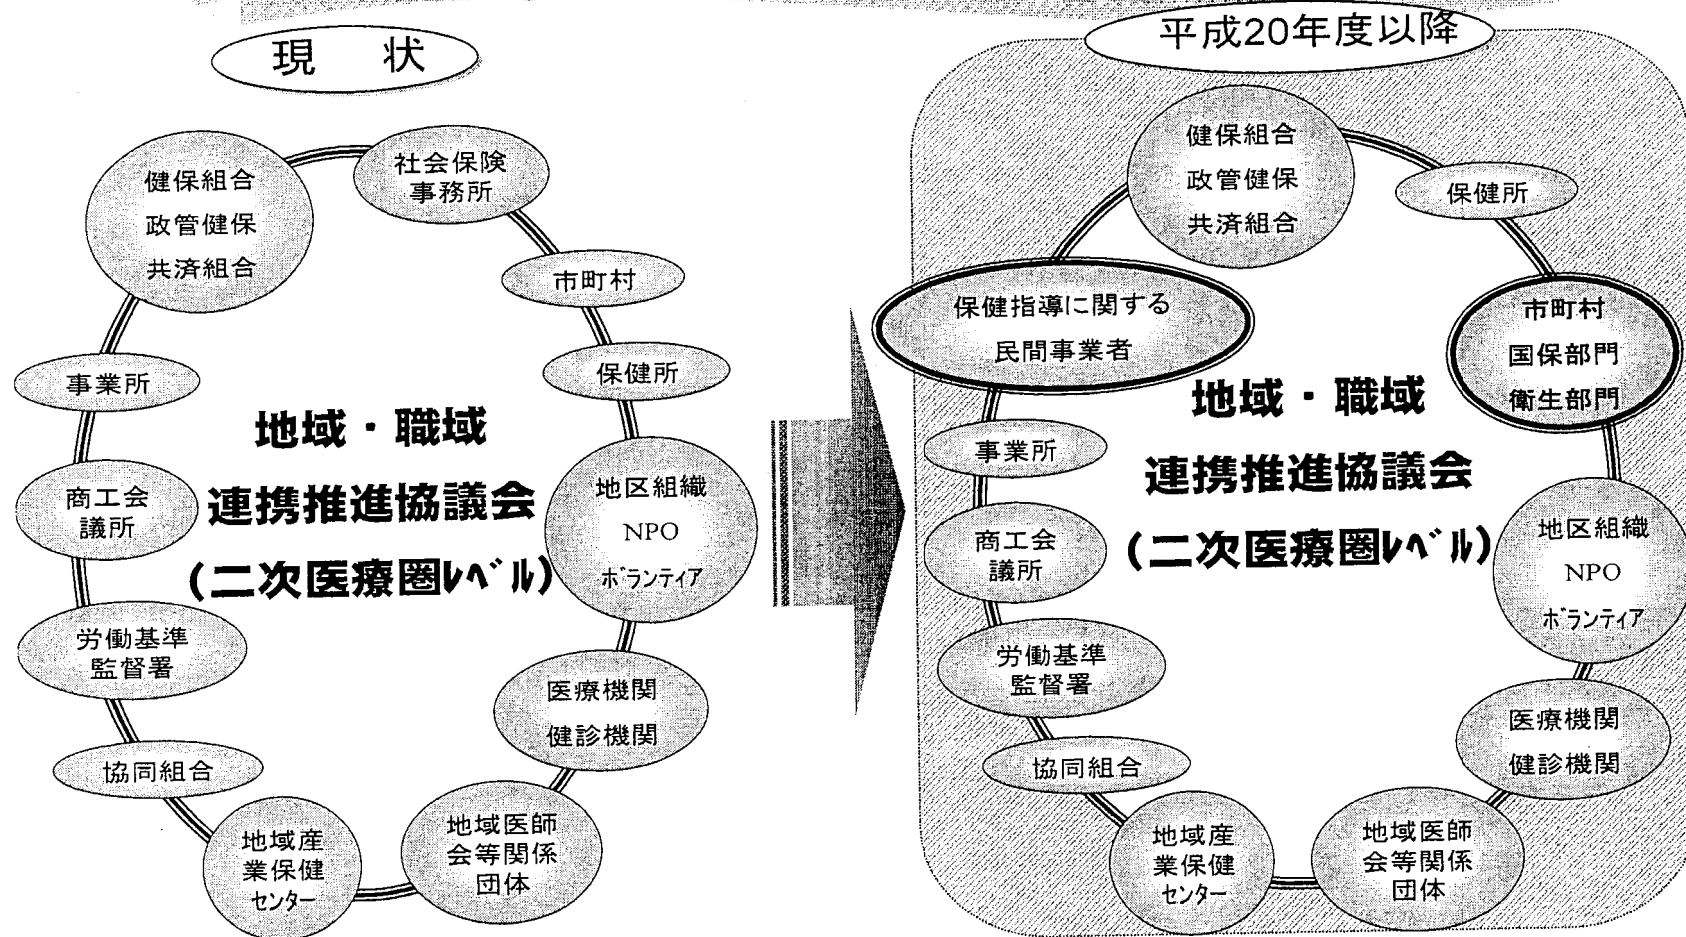 現　状
健保組合
政管健保
共済組合
社会保険
事務所
市町村
保健所
地区組織
NPO
ボランティア
医療機関
健診機関
地域医師
会等関係
団体
地域産
業保健
センター
協同組合
労働基準
監督署
商工会
議所
事業所
地域・職域
連携推進協議会
(二次医療圏レベル)
平成20年度以降
健保組合
政管健保
共済組合
保健所
市町村
国保部門
衛生部門
地区組織
NPO
ボランティア
医療機関
健診機関
地域医師
会等関係
団体
地域産
業保健
センター
協同組合
労働基準
監督署
商工会
議所
事業所
保健指導に関する
民間事業者
地域・職域
連携推進協議会
(二次医療圏レベル)